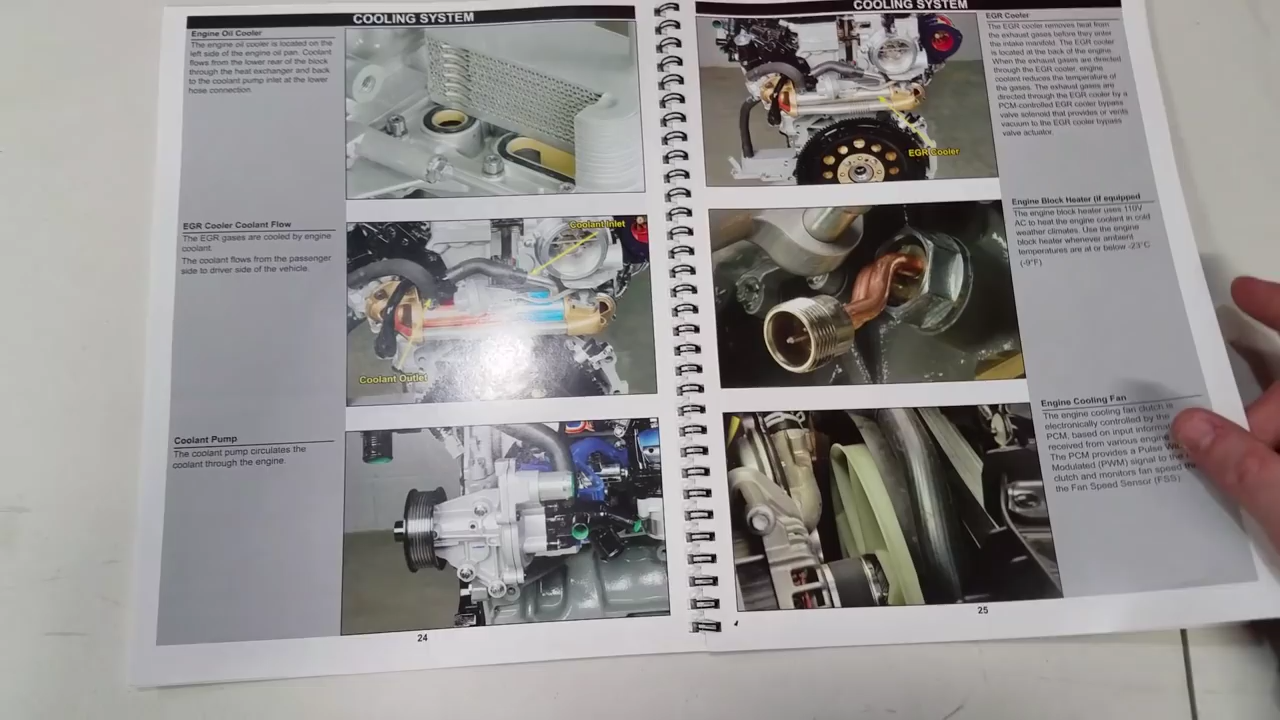 COOLING SYSTEM
Engine Oil Cooler
The engine oil cooler is located on the
left side of the engine oil pan. Coolant
flows from the lower rear of the block
through the heat exchanger and back
to the coolant pump inlet at the lower
hose connection.
EGR Cooler Coolant Flow
The EGR gases are cooled by engine
coolant.
The coolant flows from the passenger
side to driver side of the vehicle.
Coolant Inlet
Coolant Outlet
Coolant Pump
The coolant pump circulates the
coolant through the engine.
24
COOLING SYSTEM
EGR Cooler
The EGR cooler removes heat from
the exhaust gases before they enter
the intake manifold. The EGR cooler
is located at the back of the engine.
When the exhaust gases are directed
through the EGR cooler, engine
coolant reduces the temperature of
the gases. The exhaust gases are
directed through the EGR cooler by a
PCM-controlled EGR cooler bypass
valve solenoid that provides or vents
vacuum to the EGR cooler bypass
valve actuator.
EGR Cooler
Engine Block Heater (if equipped
The engine block heater uses 110V
AC to heat the engine coolant in cold
weather climates. Use the engine
block heater whenever ambient
temperatures are at or below -23°C
(-9°F)
Engine Cooling Fan
The engine cooling fan clutch is
electronically controlled by the
PCM, based on input informa
received from various engine
The PCM provides a Pulse Wi
Modulated (PWM) signal to the
clutch and monitors fan speed
the Fan Speed Sensor (FSS)
25